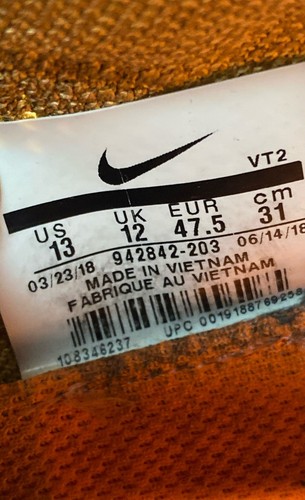 VT2
US UK EUR cm
13 12 47.5 31
942842-203
03/23/18 06/14/18
MADE IN VIETNAM
FABRIQUE AU VIETNAM
108346237 UPC